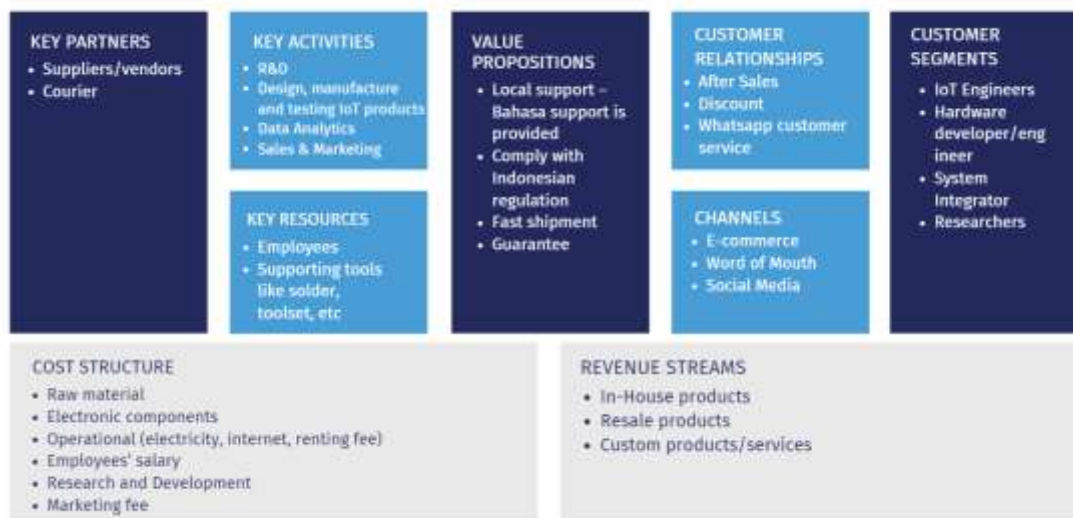 KEY PARTNERS
• Suppliers/vendors
• Courier
KEY ACTIVITIES
• R&D
• Design, manufacture
and testing IoT products
• Data Analytics
• Sales & Marketing
KEY RESOURCES
• Employees
• Supporting tools
like solder,
toolset, etc
VALUE
PROPOSITIONS
• Local support –
Bahasa support is
provided
• Comply with
Indonesian
regulation
• Fast shipment
• Guarantee
CUSTOMER
RELATIONSHIPS
• After Sales
• Discount
• Whatsapp customer
service
CHANNELS
• E-commerce
• Word of Mouth
• Social Media
CUSTOMER
SEGMENTS
• IoT Engineers
• Hardware
developer/eng
ineer
• System
Integrator
• Researchers
COST STRUCTURE
• Raw material
• Electronic components
• Operational (electricity, internet, renting fee)
• Employees' salary
• Research and Development
• Marketing fee
REVENUE STREAMS
• In-House products
• Resale products
• Custom products/services